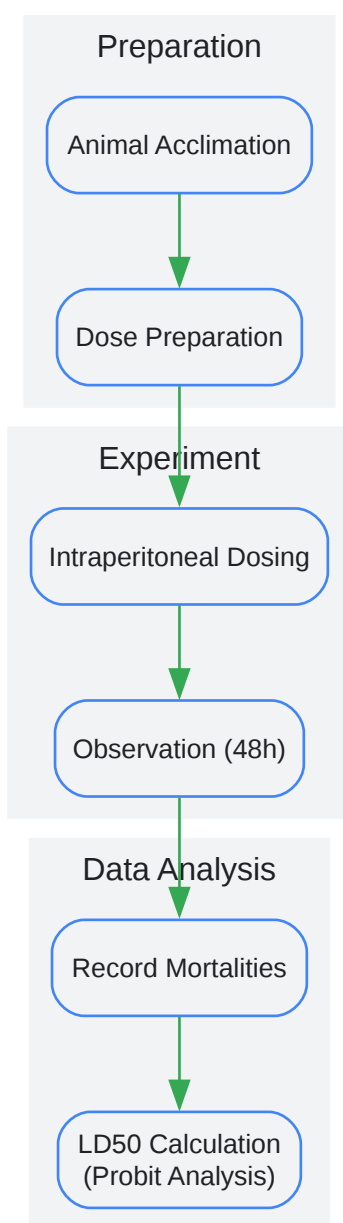 Preparation
Animal Acclimation
Dose Preparation
Experiment
Intraperitoneal Dosing
Observation (48h)
Data Analysis
Record Mortalities
LD50 Calculation
(Probit Analysis)